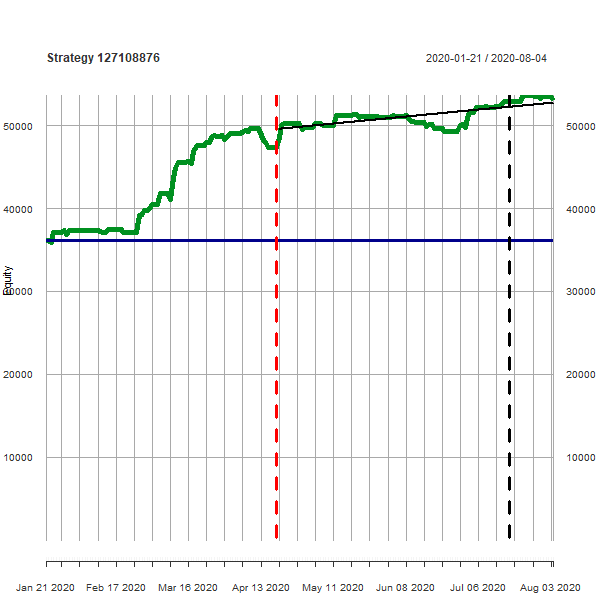 Strategy 127108876
2020-01-21 / 2020-08-04
50000
50000
40000
40000
Equity
30000
30000
20000
20000
10000
10000
Jan 21 2020
Feb 17 2020
Mar 16 2020
Apr 13 2020
May 11 2020
Jun 08 2020
Jul 06 2020
Aug 03 2020